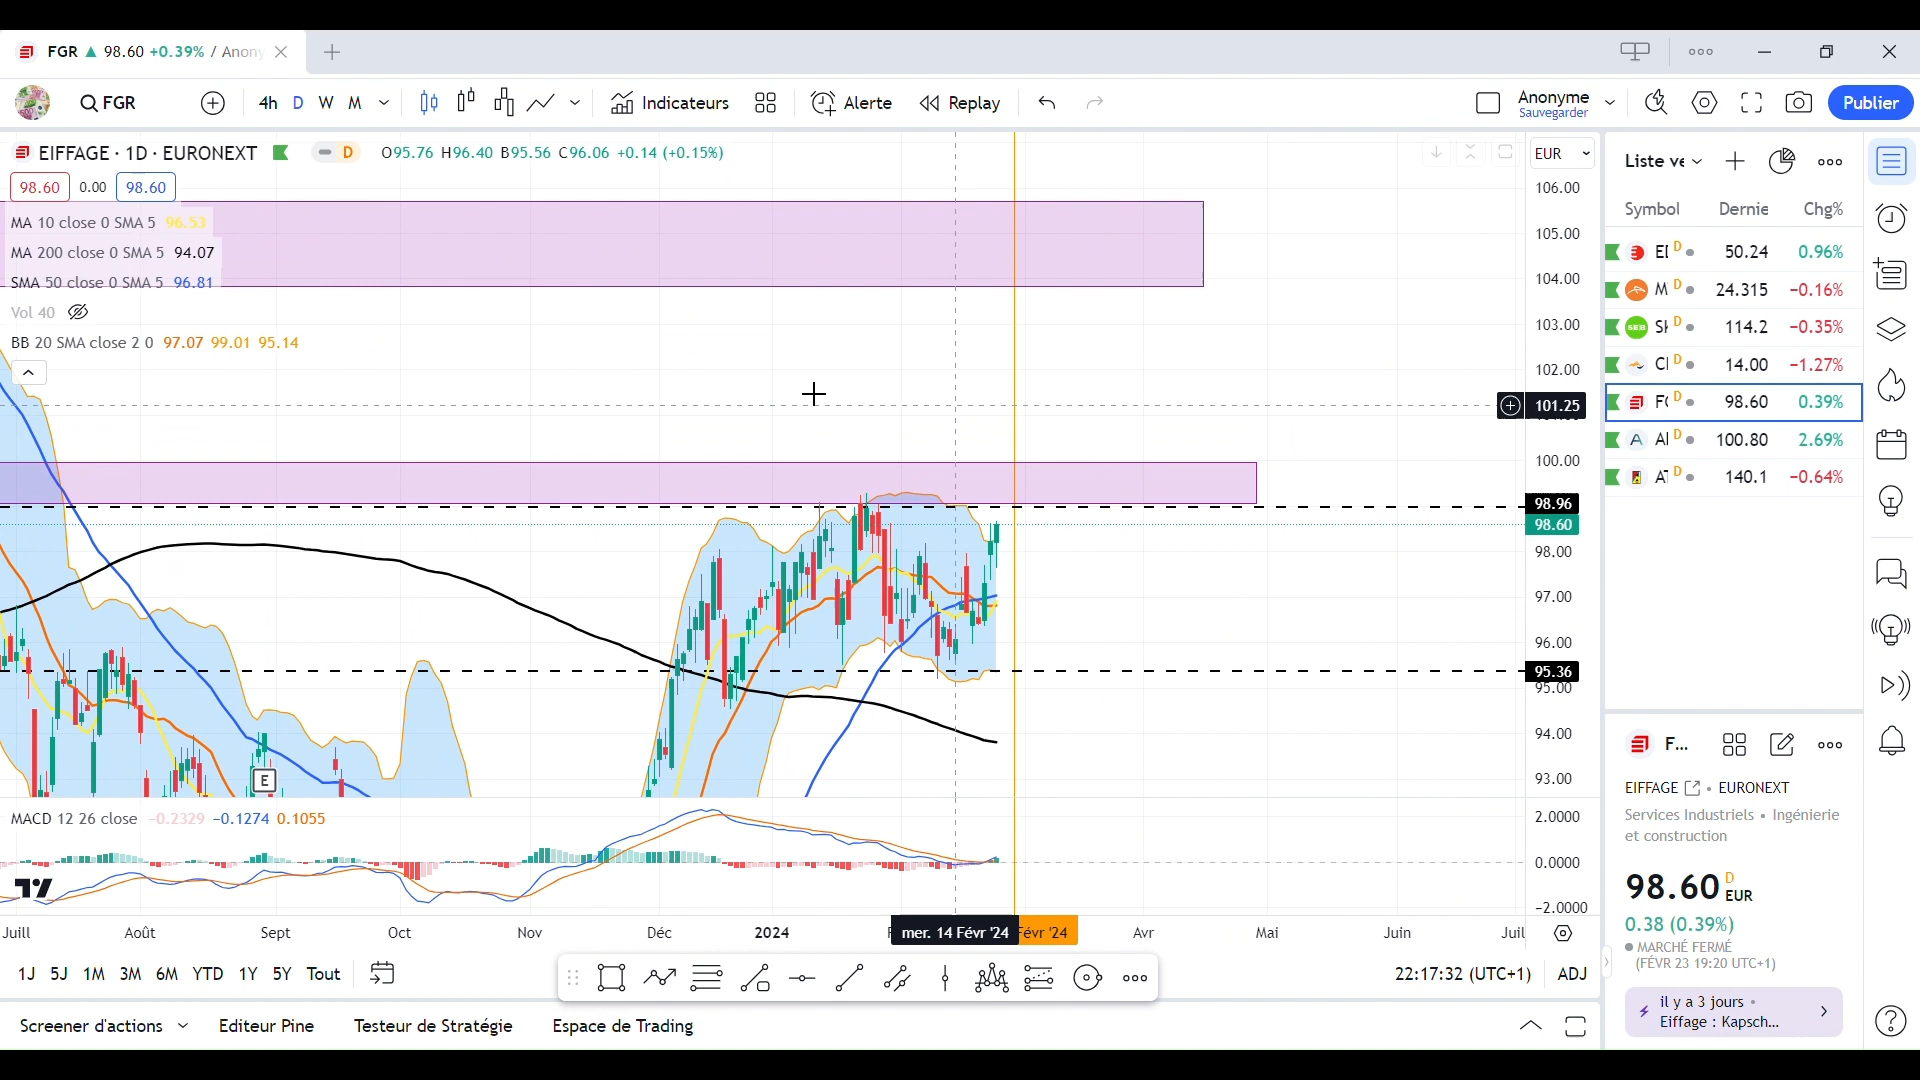 FGR ▲ 98.60 +0.39% / Anony
FGR
4h D W M
Indicateurs
Alerte
Replay
Anonyme
Sauvegarder
Publier
EIFFAGE · 1D · EURONEXT
D
O95.76 H96.40 B95.56 C96.06 +0.14 (+0.15%)
98.60 0.00 98.60
MA 10 close 0 SMA 5 96.53
MA 200 close 0 SMA 5 94.07
SMA 50 close 0 SMA 5 96.81
Vol 40
BB 20 SMA close 2 0 97.07 99.01 95.14
EUR
106.00
105.00
104.00
103.00
102.00
101.25
100.00
98.96
98.60
98.00
97.00
96.00
95.36
95.00
94.00
93.00
E
MACD 12 26 close -0.2329 -0.1274 0.1055
2.0000
0.0000
-2.0000
Juill Août Sept Oct Nov Déc 2024 F mer. 14 Févr '24 Févr '24 Avr Mai Juin Juil
1J 5J 1M 3M 6M YTD 1Y 5Y Tout
22:17:32 (UTC+1) ADJ
Screener d'actions Editeur Pine Testeur de Stratégie Espace de Trading
Liste ve
Symbol Dernie Chg%
D 50.24 0.96%
M D 24.315 -0.16%
SEB D 114.2 -0.35%
D 14.00 -1.27%
D 98.60 0.39%
D 100.80 2.69%
D 140.1 -0.64%
F...
EIFFAGE • EURONEXT
Services Industriels • Ingénierie
et construction
98.60 D EUR
0.38 (0.39%)
MARCHÉ FERMÉ
(FÉVR 23 19:20 UTC+1)
il y a 3 jours •
Eiffage : Kapsch...